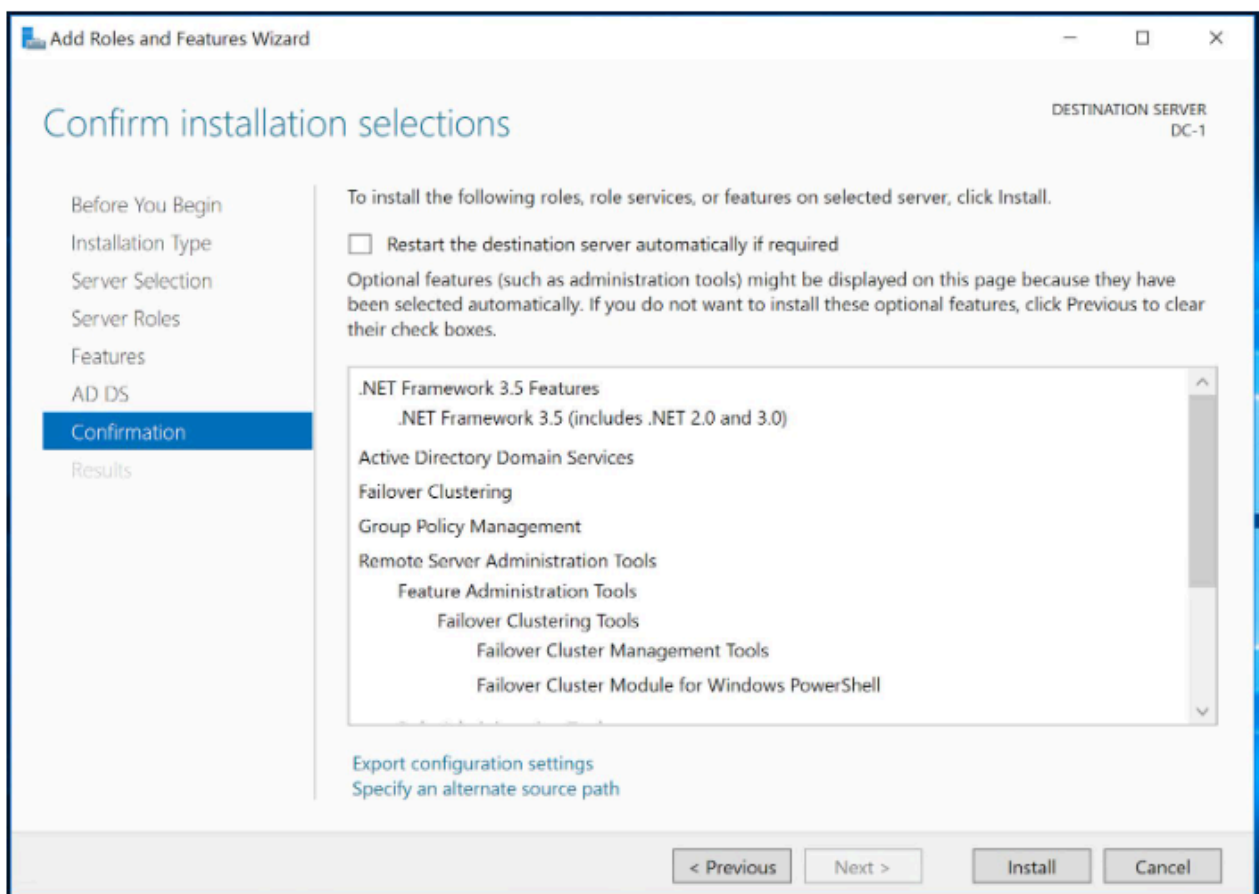 Add Roles and Features Wizard
Confirm installation selections
DESTINATION SERVER
DC-1
Before You Begin
Installation Type
Server Selection
Server Roles
Features
AD DS
Confirmation
Results
To install the following roles, role services, or features on selected server, click Install.
Restart the destination server automatically if required
Optional features (such as administration tools) might be displayed on this page because they have
been selected automatically. If you do not want to install these optional features, click Previous to clear
their check boxes.
.NET Framework 3.5 Features
.NET Framework 3.5 (includes .NET 2.0 and 3.0)
Active Directory Domain Services
Failover Clustering
Group Policy Management
Remote Server Administration Tools
Feature Administration Tools
Failover Clustering Tools
Failover Cluster Management Tools
Failover Cluster Module for Windows PowerShell
Export configuration settings
Specify an alternate source path
< Previous
Next >
Install
Cancel